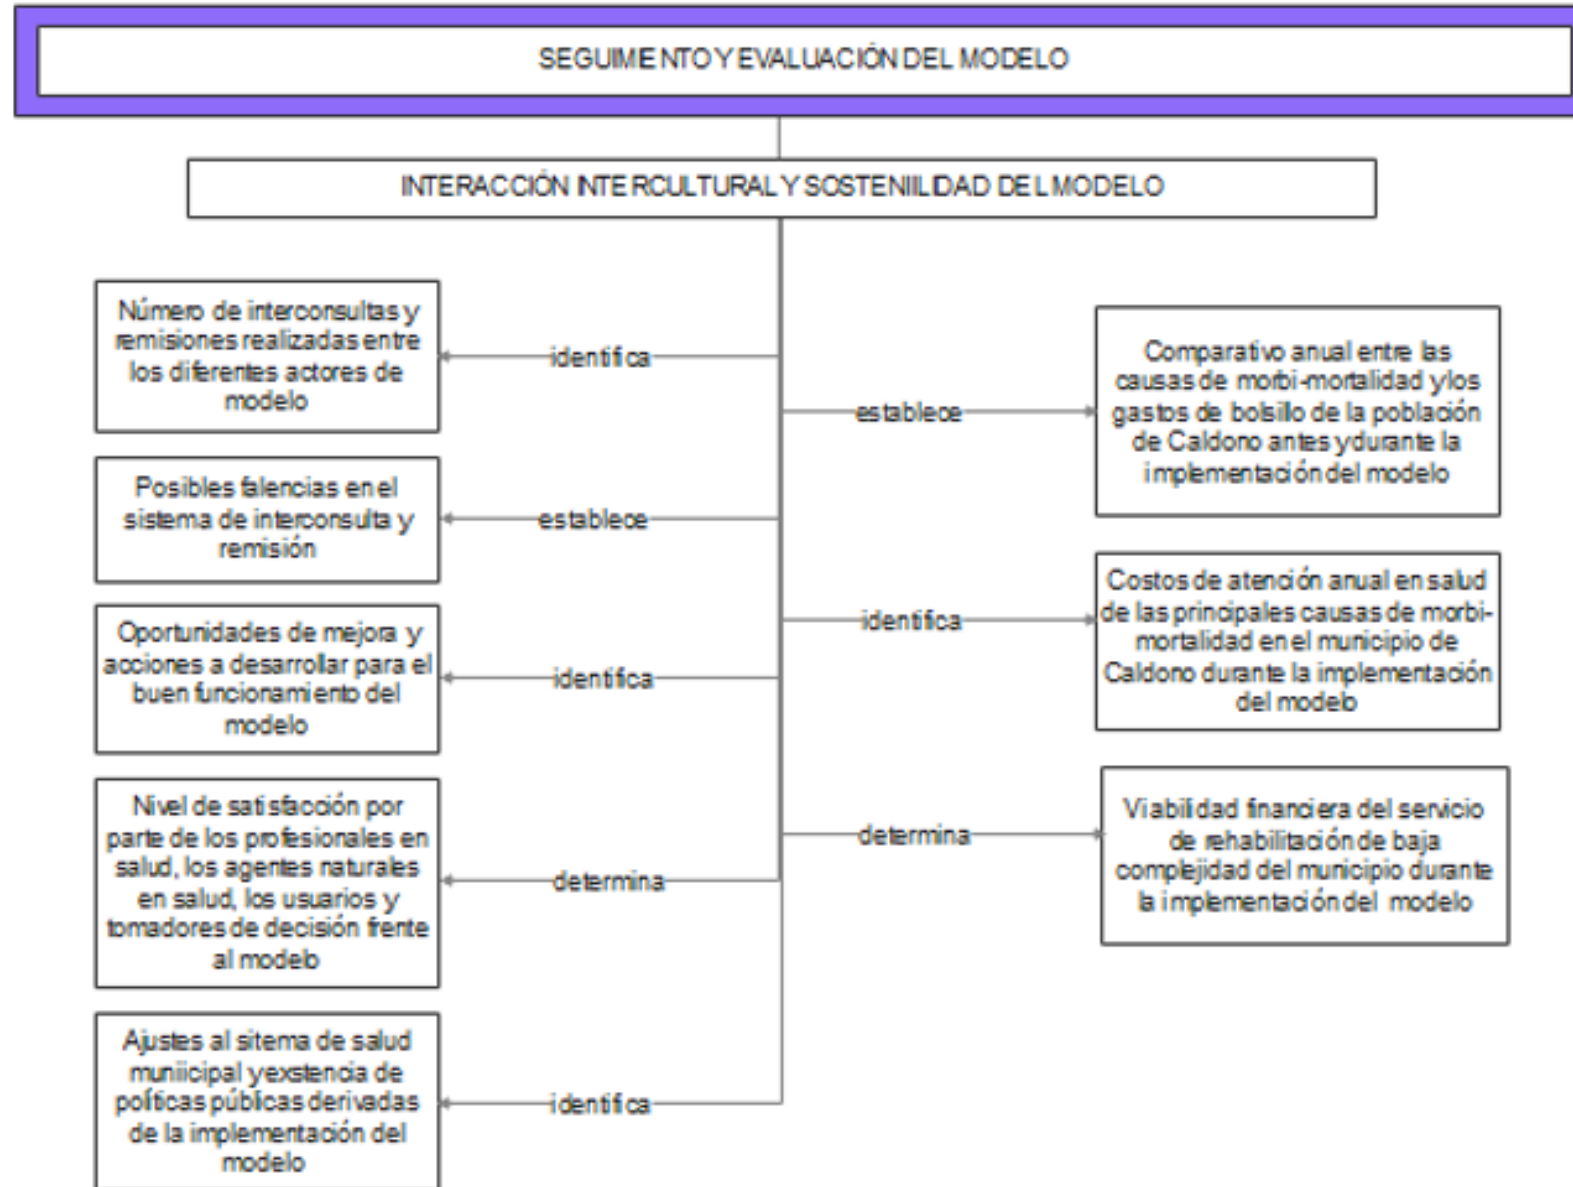 SEGUIMIENTO Y EVALUACIÓN DEL MODELO
INTERACCIÓN INTERCULTURAL Y SOSTENIILIDAD DEL MODELO
Número de interconsultas y
remisiones realizadas entre
los diferentes actores de
modelo
identifica
Posibles falencias en el
sistema de interconsulta y
remisión
establece
Oportunidades de mejora y
acciones a desarrollar para el
buen funcionamiento del
modelo
identifica
Nivel de satisfacción por
parte de los profesionales en
salud, los agentes naturales
en salud, los usuarios y
tomadores de decisión frente
al modelo
determina
Ajustes al sitema de salud
muniicipal y exstencia de
políticas públicas derivadas
de la implementación del
modelo
identifica
establece
Comparativo anual entre las
causas de morbi-mortalidad y los
gastos de bolsillo de la población
de Caldono antes y durante la
implementación del modelo
identifica
Costos de atención anual en salud
de las principales causas de morbi-
mortalidad en el municipio de
Caldono durante la implementación
del modelo
determina
Viabilidad financiera del servicio
de rehabilitación de baja
complejidad del municipio durante
la implementación del modelo